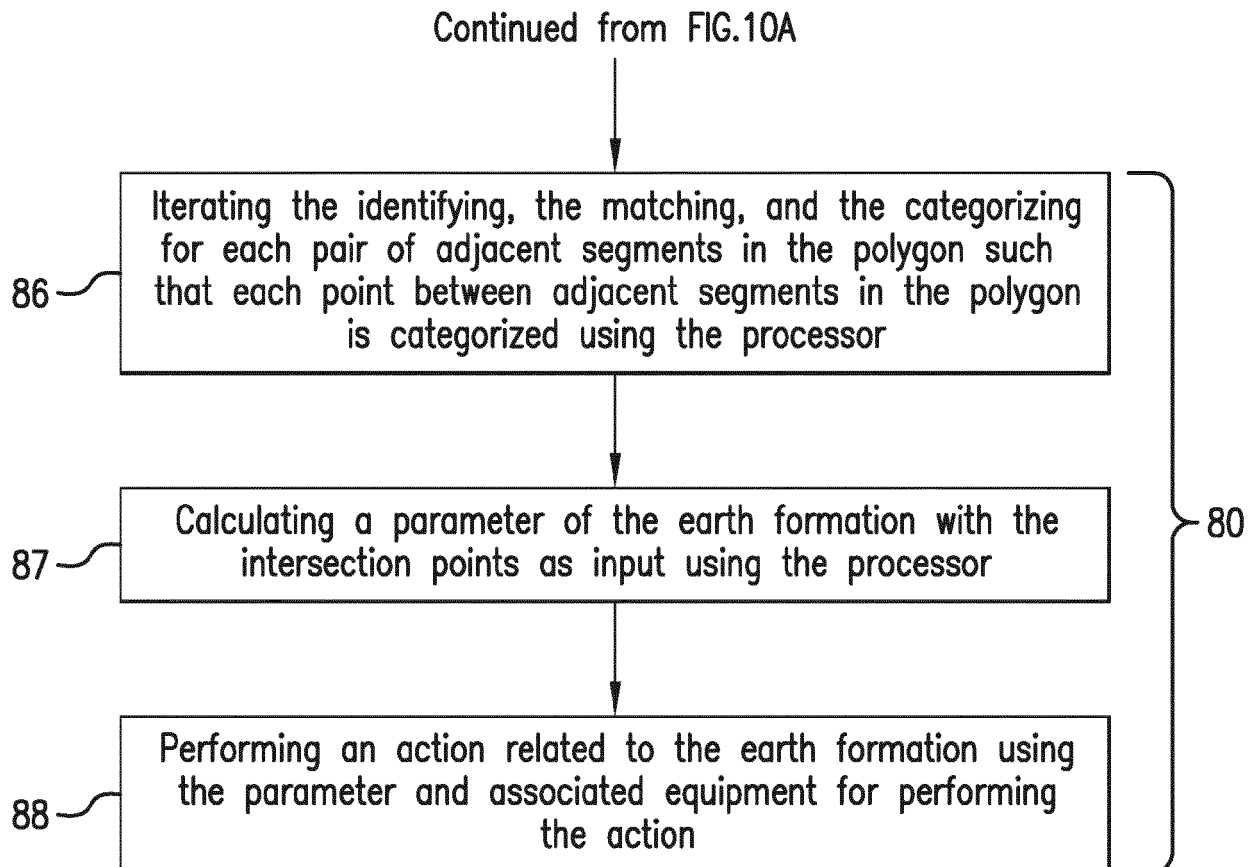 Continued from FIG.10A
Iterating the identifying, the matching, and the categorizing
for each pair of adjacent segments in the polygon such
that each point between adjacent segments in the polygon
is categorized using the processor
86
Calculating a parameter of the earth formation with the
intersection points as input using the processor
87
80
Performing an action related to the earth formation using
the parameter and associated equipment for performing
the action
88